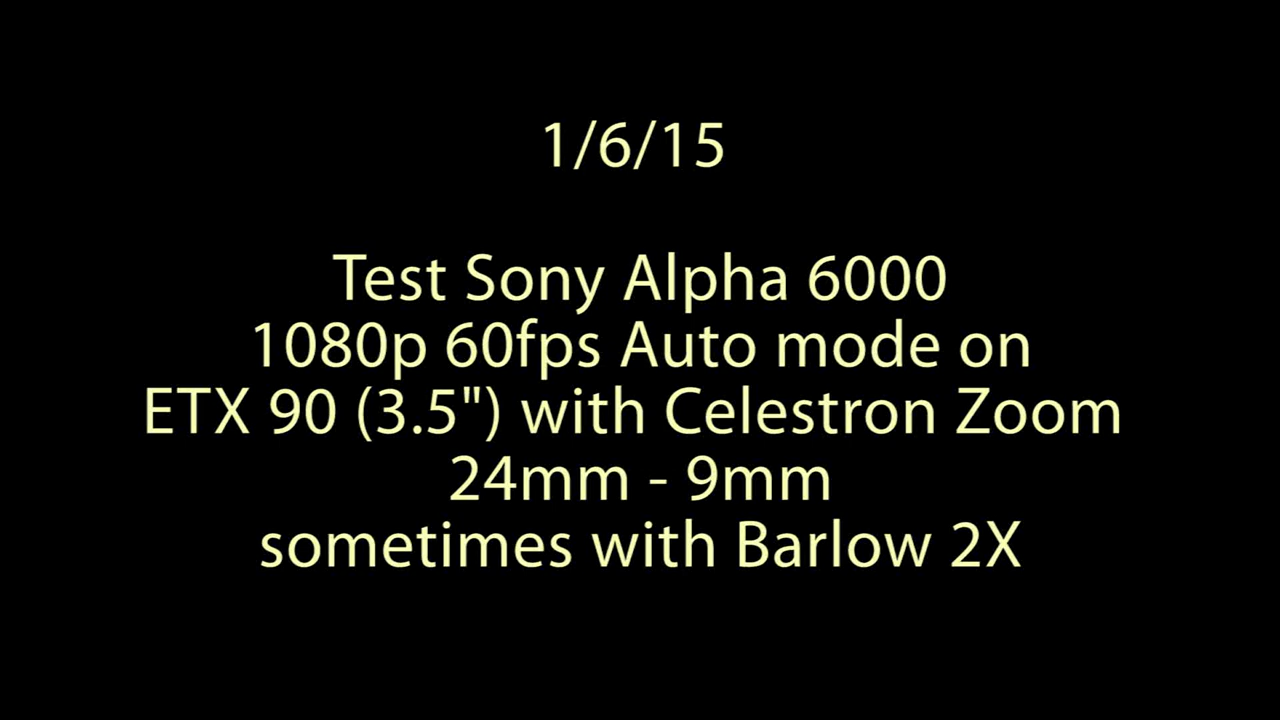 1/6/15
Test Sony Alpha 6000
1080p 60fps Auto mode on
ETX 90 (3.5") with Celestron Zoom
24mm - 9mm
sometimes with Barlow 2X